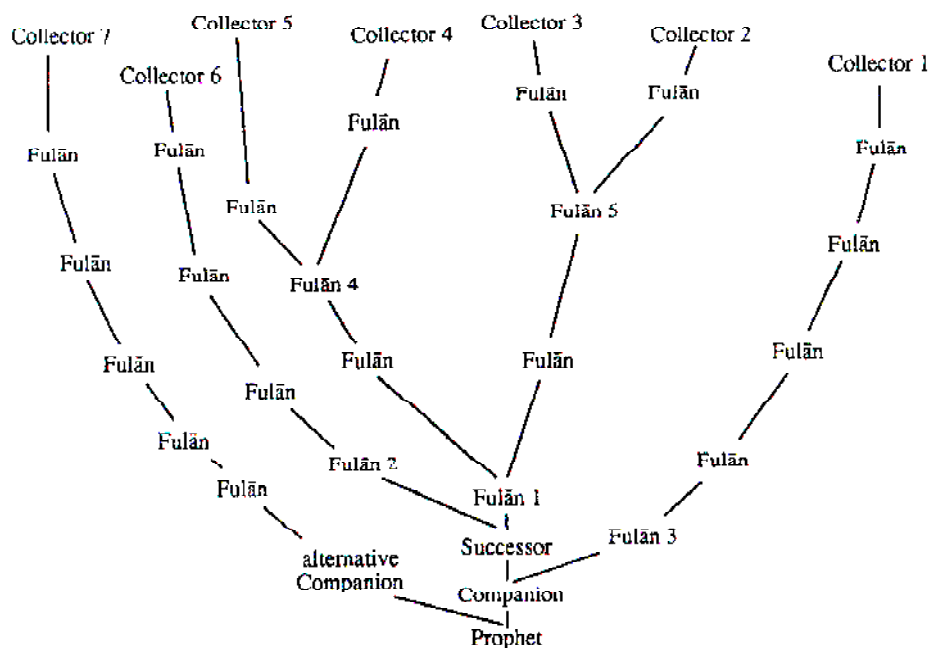 Collector 7
Collector 5
Collector 4
Collector 3
Collector 2
Collector 6
Collector 1
Fulān
Fulān
Fulān
Fulān
Fulān
Fulān
Fulān
Fulān
Fulān 5
Fulān
Fulān
Fulān
Fulān 4
Fulān
Fulān
Fulān
Fulān
Fulān
Fulān
Fulān
Fulān 2
Fulān
Fulān
Fulān 1
Fulān 3
Successor
alternative
Companion
Companion
Prophet